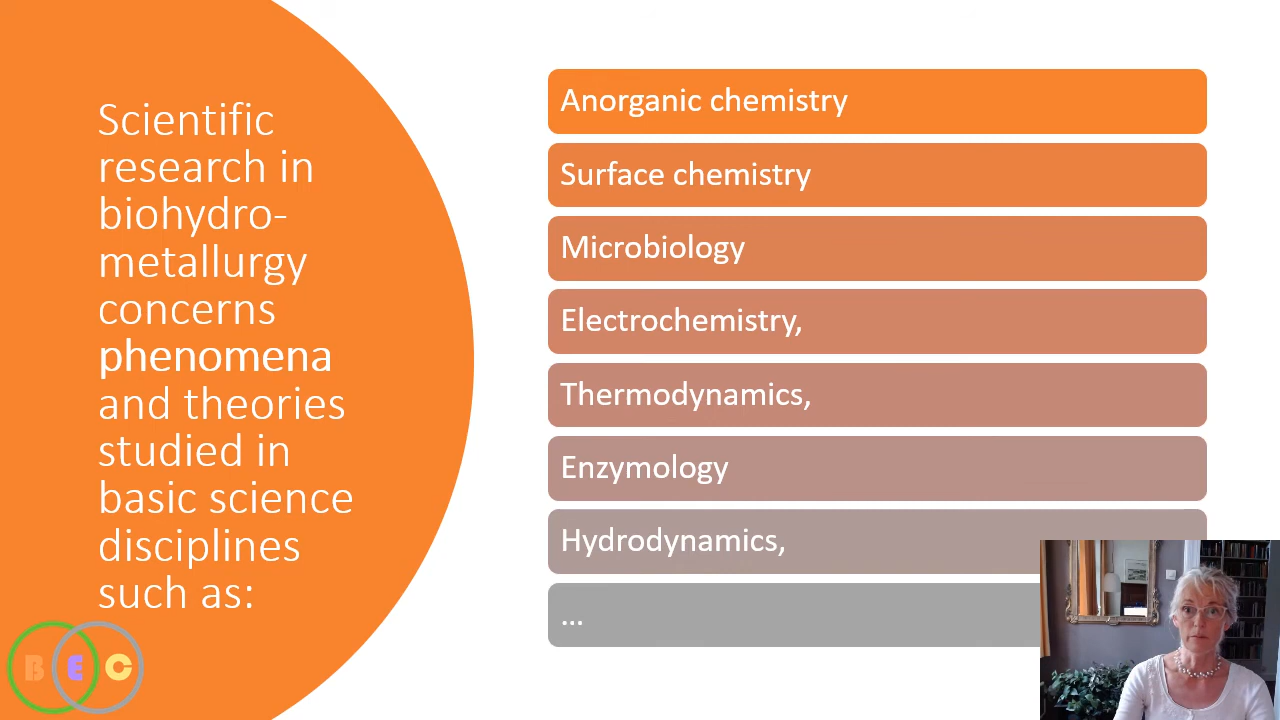 Scientific
research in
biohydro-
metallurgy
concerns
phenomena
and theories
studied in
basic science
disciplines
such as:
Anorganic chemistry
Surface chemistry
Microbiology
Electrochemistry,
Thermodynamics,
Enzymology
Hydrodynamics,
...
B E C